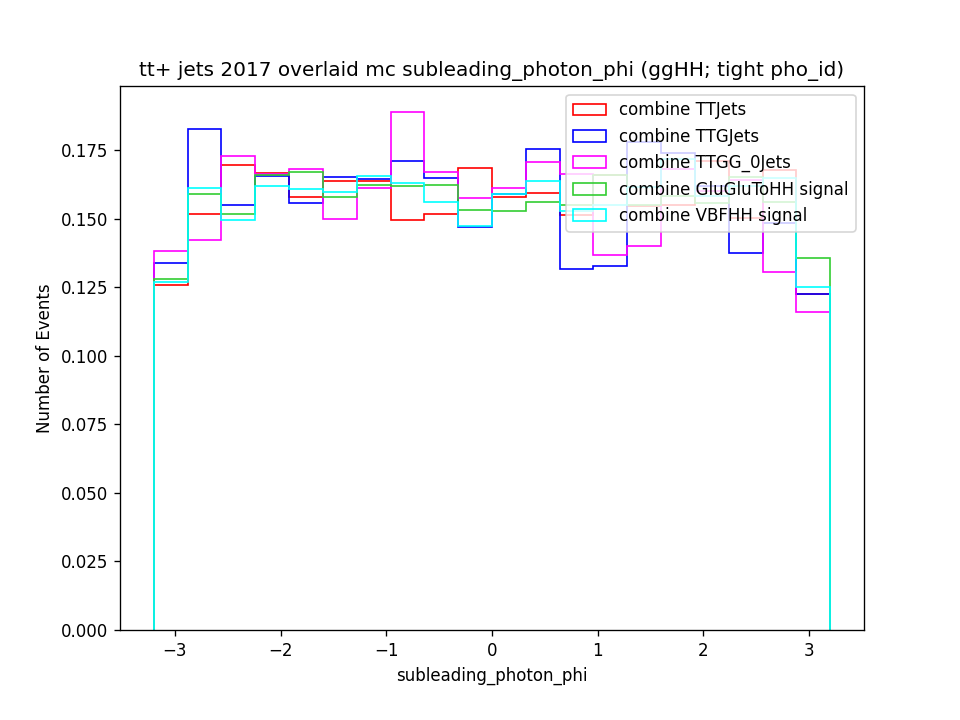 tt+ jets 2017 overlaid mc subleading_photon_phi (ggHH; tight pho_id)
combine TTJets
combine TTGJets
combine TTGG_0Jets
combine GluGluToHH signal
combine VBFHH signal
0.175
0.150
0.125
0.100
0.075
0.050
0.025
0.000
Number of Events
−3
−2
−1
0
1
2
3
subleading_photon_phi